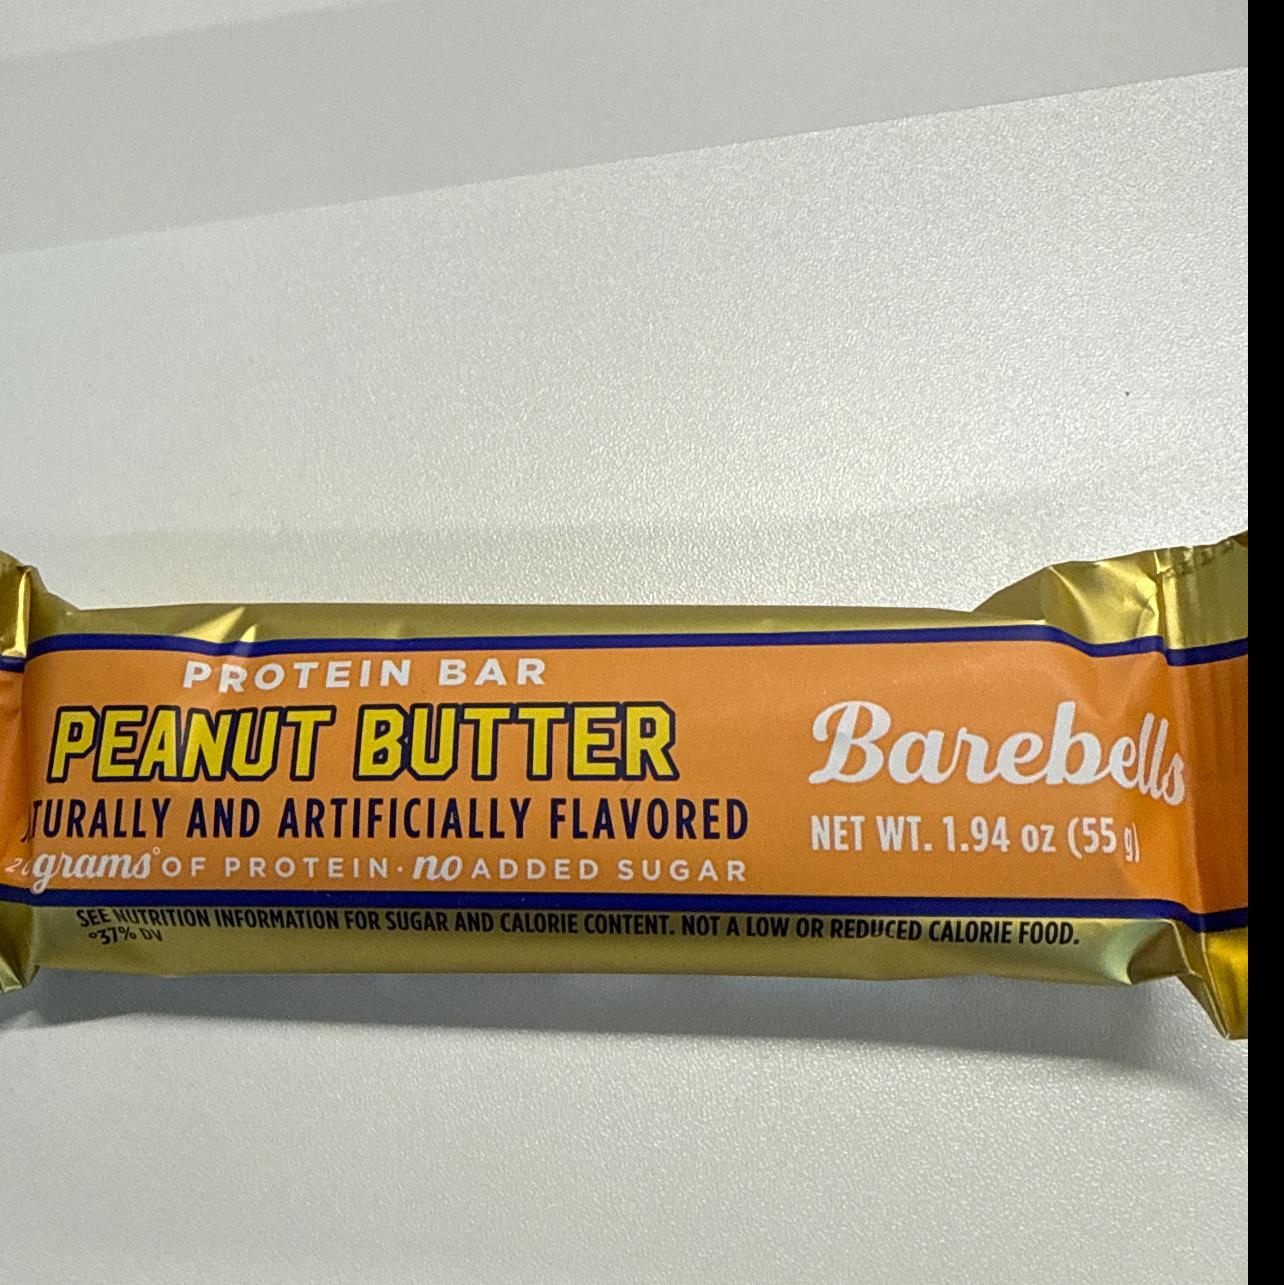 PROTEIN BAR
PEANUT BUTTER
TURALLY AND ARTIFICIALLY FLAVORED
grams° OF PROTEIN · no ADDED SUGAR
Barebells
NET WT. 1.94 oz (55 g)
SEE NUTRITION INFORMATION FOR SUGAR AND CALORIE CONTENT. NOT A LOW OR REDUCED CALORIE FOOD.
°37% DV